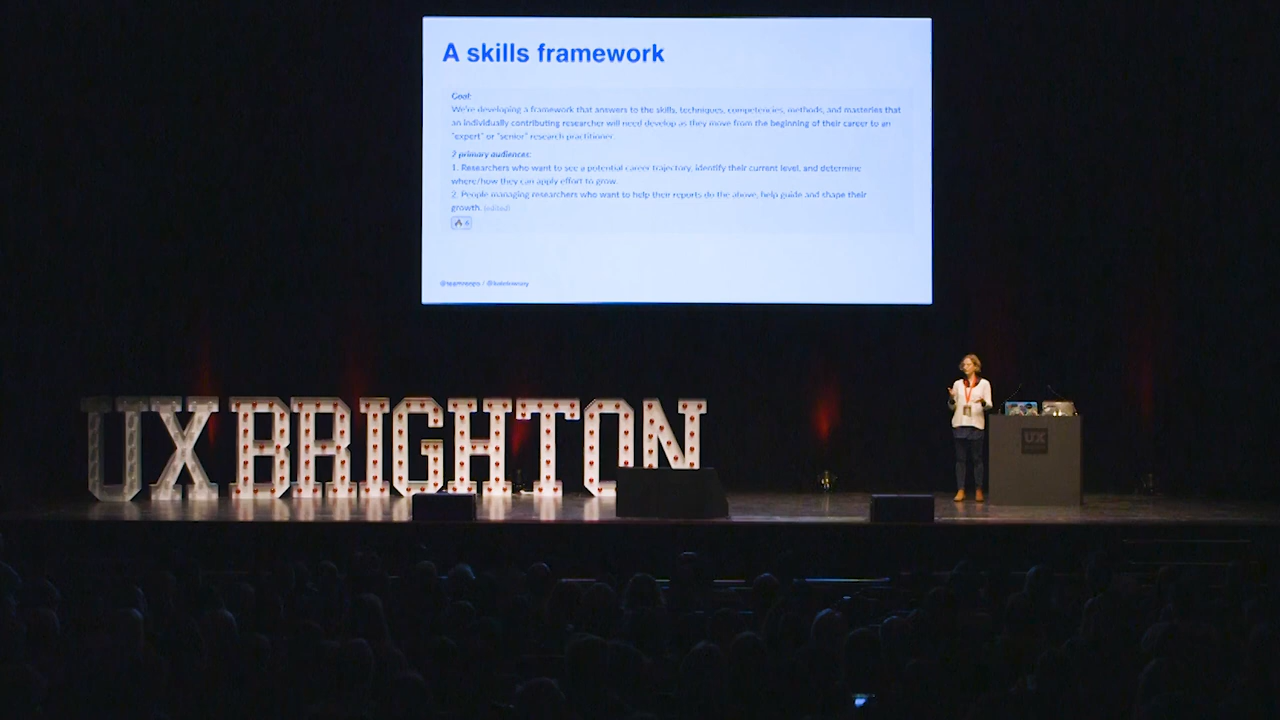 A skills framework
Goal:
We're developing a framework that answers to the skills, techniques, competencies, methods, and masteries that
an individually contributing researcher will need develop as they move from the beginning of their career to an
"expert" or "senior" research practitioner.
2 primary audiences:
1. Researchers who want to see a potential career trajectory, identify their current level, and determine
where/how they can apply effort to grow.
2. People managing researchers who want to help their reports do the above, help guide and shape their
growth. (edited)
6
UX BRIGHTON
UX